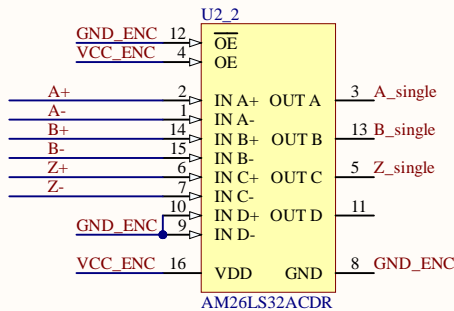 U2_2
GND_ENC 12 OE
VCC_ENC 4 OE
A+ 2 IN A+ OUT A 3 A_single
A- 1 IN A-
B+ 14 IN B+ OUT B 13 B_single
B- 15 IN B-
Z+ 6 IN C+ OUT C 5 Z_single
Z- 7 IN C-
10 IN D+ OUT D 11
GND_ENC 9 IN D-
VCC_ENC 16 VDD GND 8 GND_ENC
AM26LS32ACDR